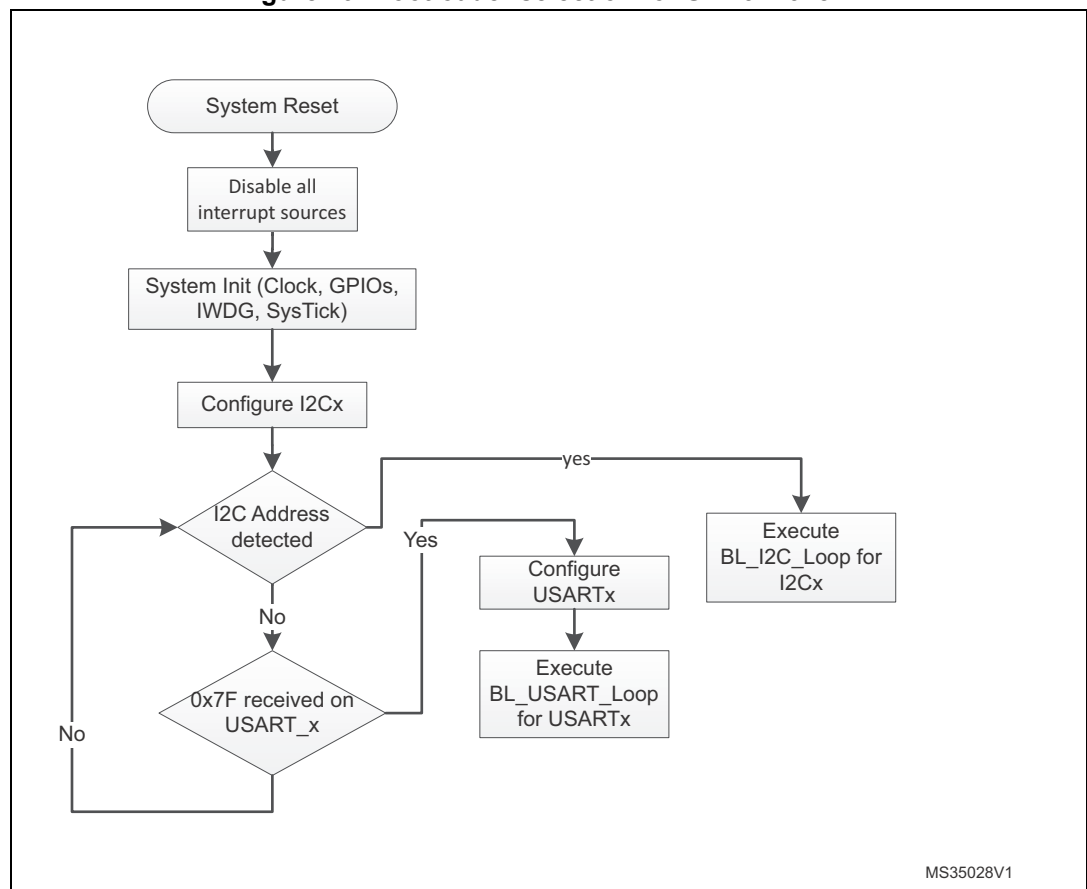 System Reset
Disable all
interrupt sources
System Init (Clock, GPIOs,
IWDG, SysTick)
Configure I2Cx
yes
I2C Address
detected
Yes
Execute
BL_I2C_Loop for
I2Cx
Configure
USARTx
No
Execute
BL_USART_Loop
for USARTx
0x7F received on
USART_x
No
MS35028V1